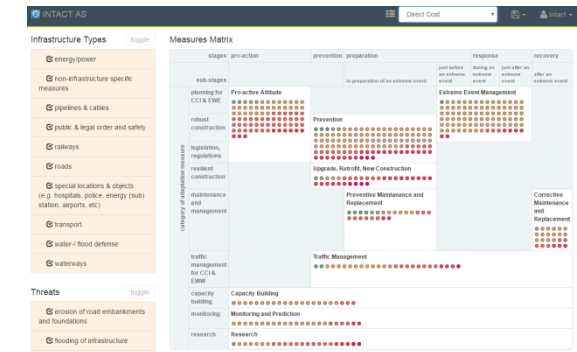 INTACT AS
Direct Cost
intact
Infrastructure Types
toggle
energy/power
non-infrastructure specific
measures
pipelines & cables
public & legal order and safety
railways
roads
special locations & objects
(e.g. hospitals, police, energy (sub)
station, airports, etc)
transport
water-/ flood defense
waterways
Threats
toggle
erosion of road embankments
and foundations
flooding of infrastructure
Measures Matrix
stages
pro-action
prevention
preparation
response
recovery
sub-stages
in preparation of an extreme event
just before
an extreme
event
during an
extreme
event
just after an
extreme
event
after an
extreme event
category of adaptation measure
planning for
CCI & EWE
Pro-active Attitude
Extreme Event Management
robust
construction
Prevention
legislation,
regulations
resilient
construction
Upgrade, Retrofit, New Construction
maintenance
and
management
Preventive Maintanance and
Replacement
Corrective
Maintenance
and
Replacement
traffic
management
for CCI &
EWW
Traffic Management
capacity
building
Capacity Building
monitoring
Monitoring and Prediction
research
Research